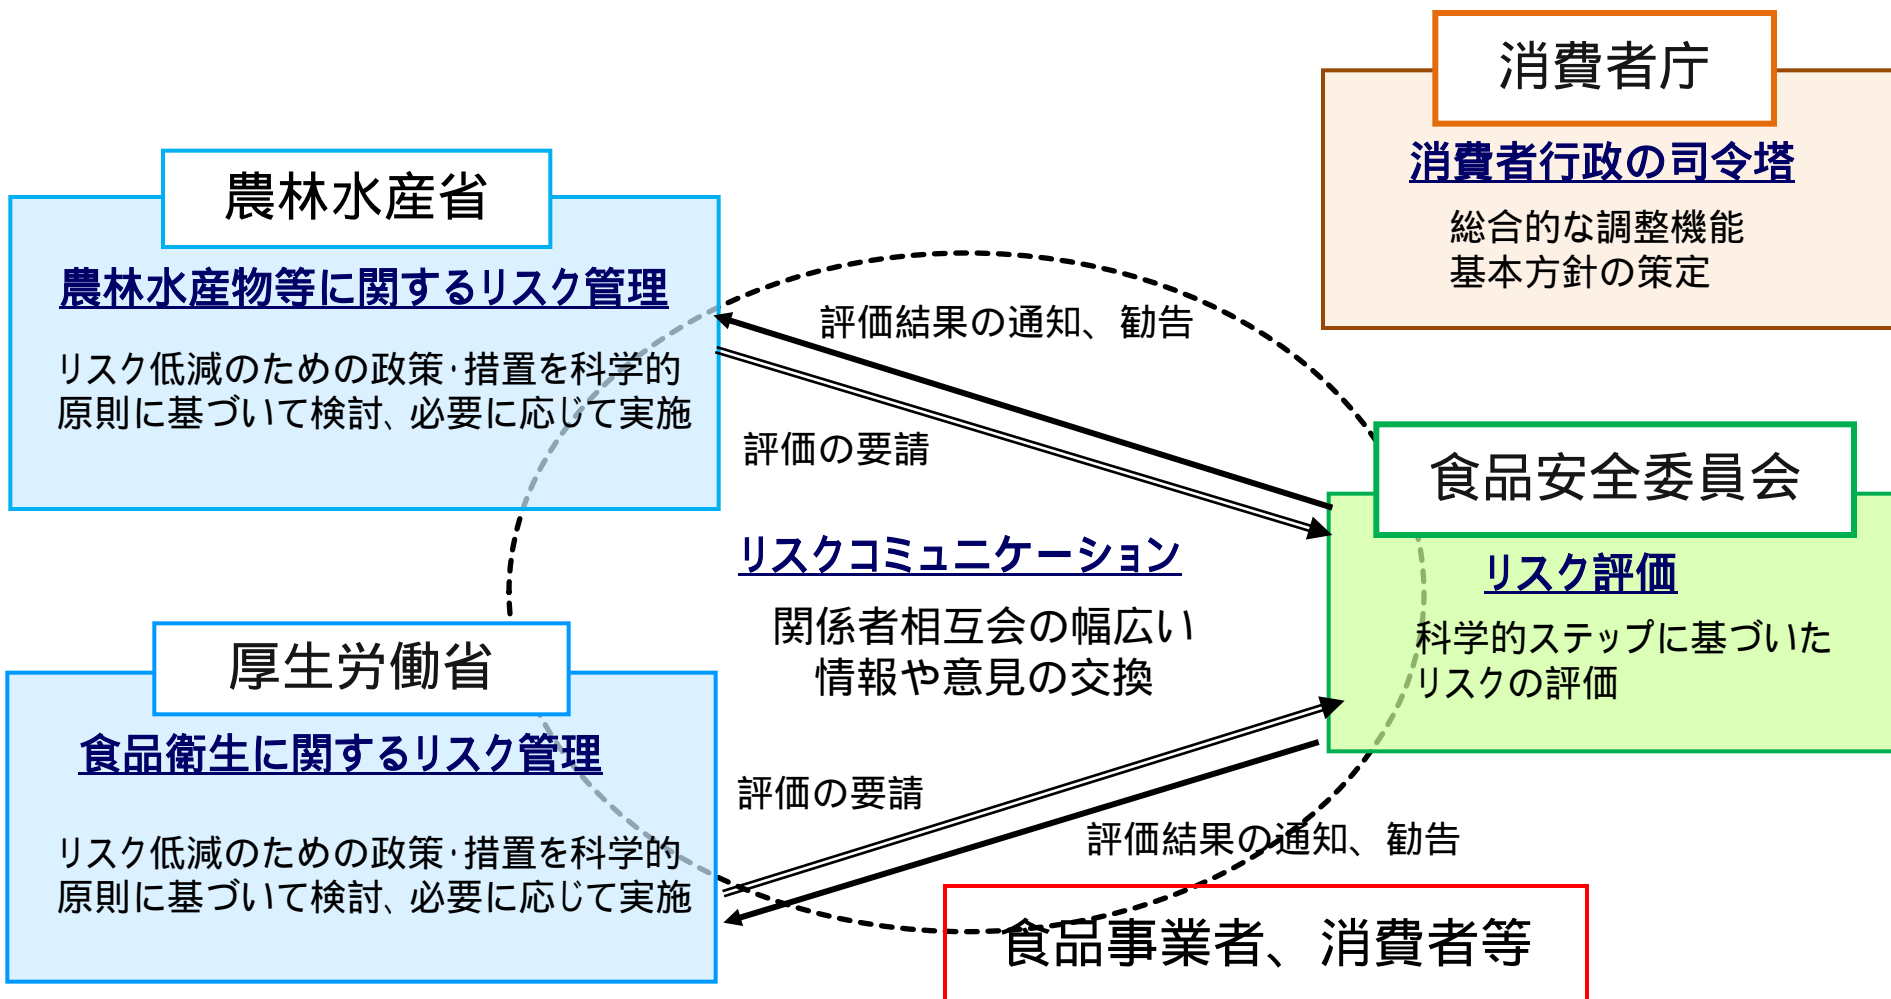 消費者庁
消費者行政の司令塔
総合的な調整機能
基本方針の策定
農林水産省
農林水産物等に関するリスク管理
リスク低減のための政策・措置を科学的
原則に基づいて検討、必要に応じて実施
評価結果の通知、勧告
評価の要請
食品安全委員会
リスク評価
科学的ステップに基づいた
リスクの評価
リスクコミュニケーション
関係者相互会の幅広い
情報や意見の交換
厚生労働省
食品衛生に関するリスク管理
リスク低減のための政策・措置を科学的
原則に基づいて検討、必要に応じて実施
評価の要請
評価結果の通知、勧告
食品事業者、消費者等